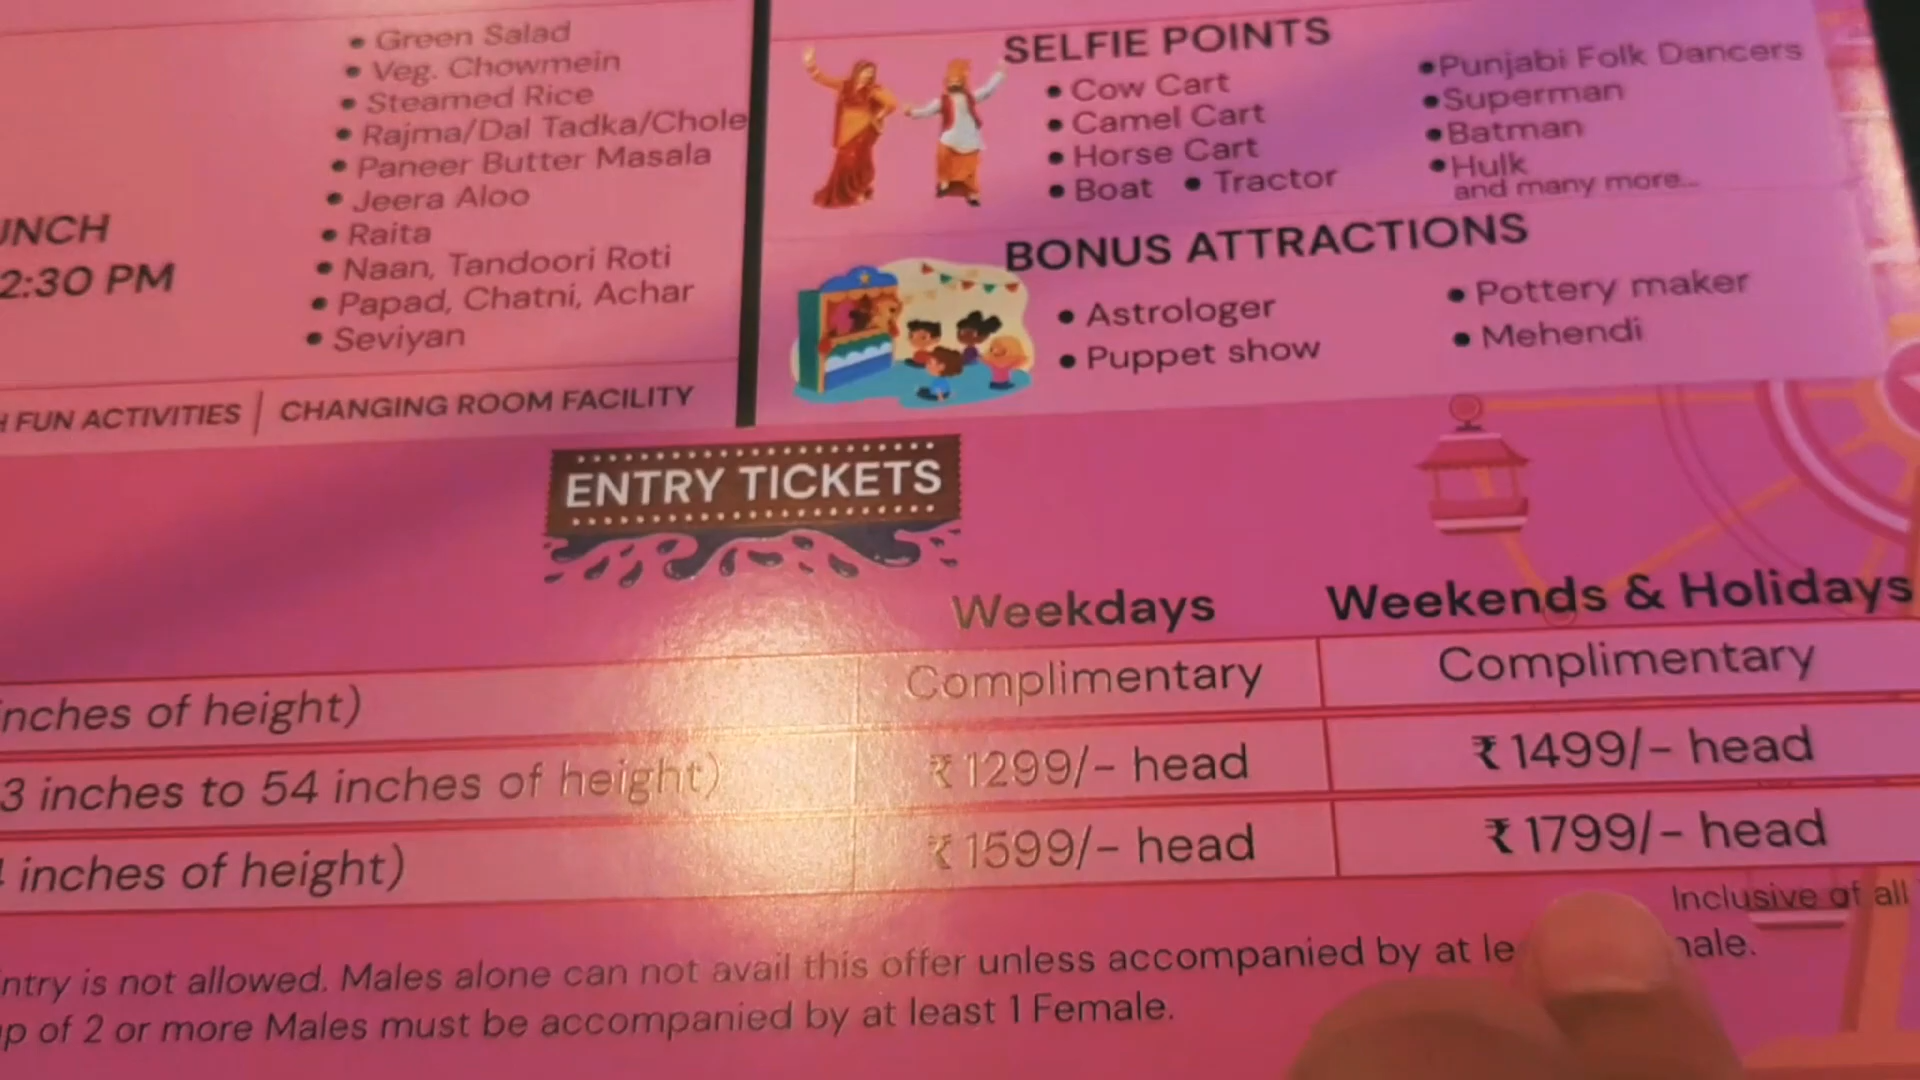 • Green Salad
• Veg. Chowmein
• Steamed Rice
• Rajma/Dal Tadka/Chole
• Paneer Butter Masala
• Jeera Aloo
• Raita
• Naan, Tandoori Roti
• Papad, Chatni, Achar
• Seviyan
UNCH
2:30 PM
H FUN ACTIVITIES | CHANGING ROOM FACILITY
SELFIE POINTS
• Cow Cart
• Camel Cart
• Horse Cart
• Boat • Tractor
• Punjabi Folk Dancers
• Superman
• Batman
• Hulk
and many more...
BONUS ATTRACTIONS
• Astrologer
• Puppet show
• Pottery maker
• Mehendi
ENTRY TICKETS
Weekdays Weekends & Holidays
nches of height) Complimentary Complimentary
3 inches to 54 inches of height) ₹1299/- head ₹1499/- head
inches of height) ₹1599/- head ₹1799/- head
Inclusive of all
ntry is not allowed. Males alone can not avail this offer unless accompanied by at le nale.
p of 2 or more Males must be accompanied by at least 1 Female.